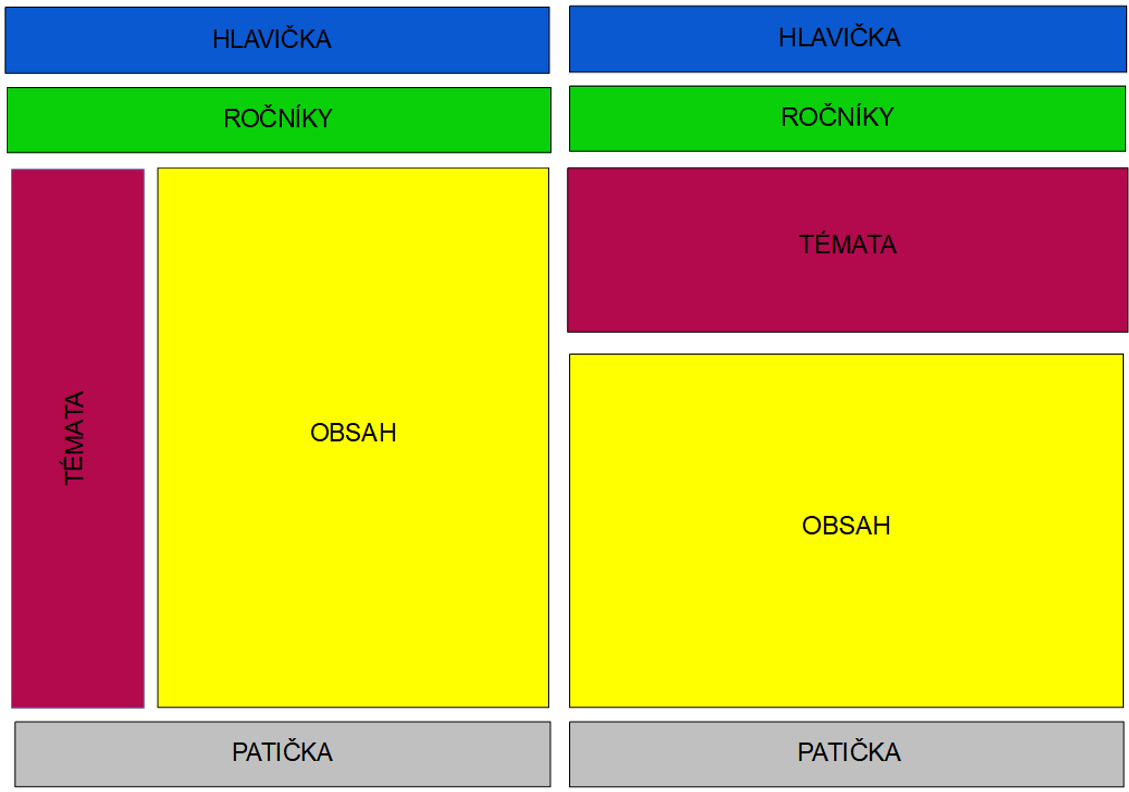 HLAVIČKA
ROČNÍKY
TÉMATA
OBSAH
PATIČKA
HLAVIČKA
ROČNÍKY
TÉMATA
OBSAH
PATIČKA